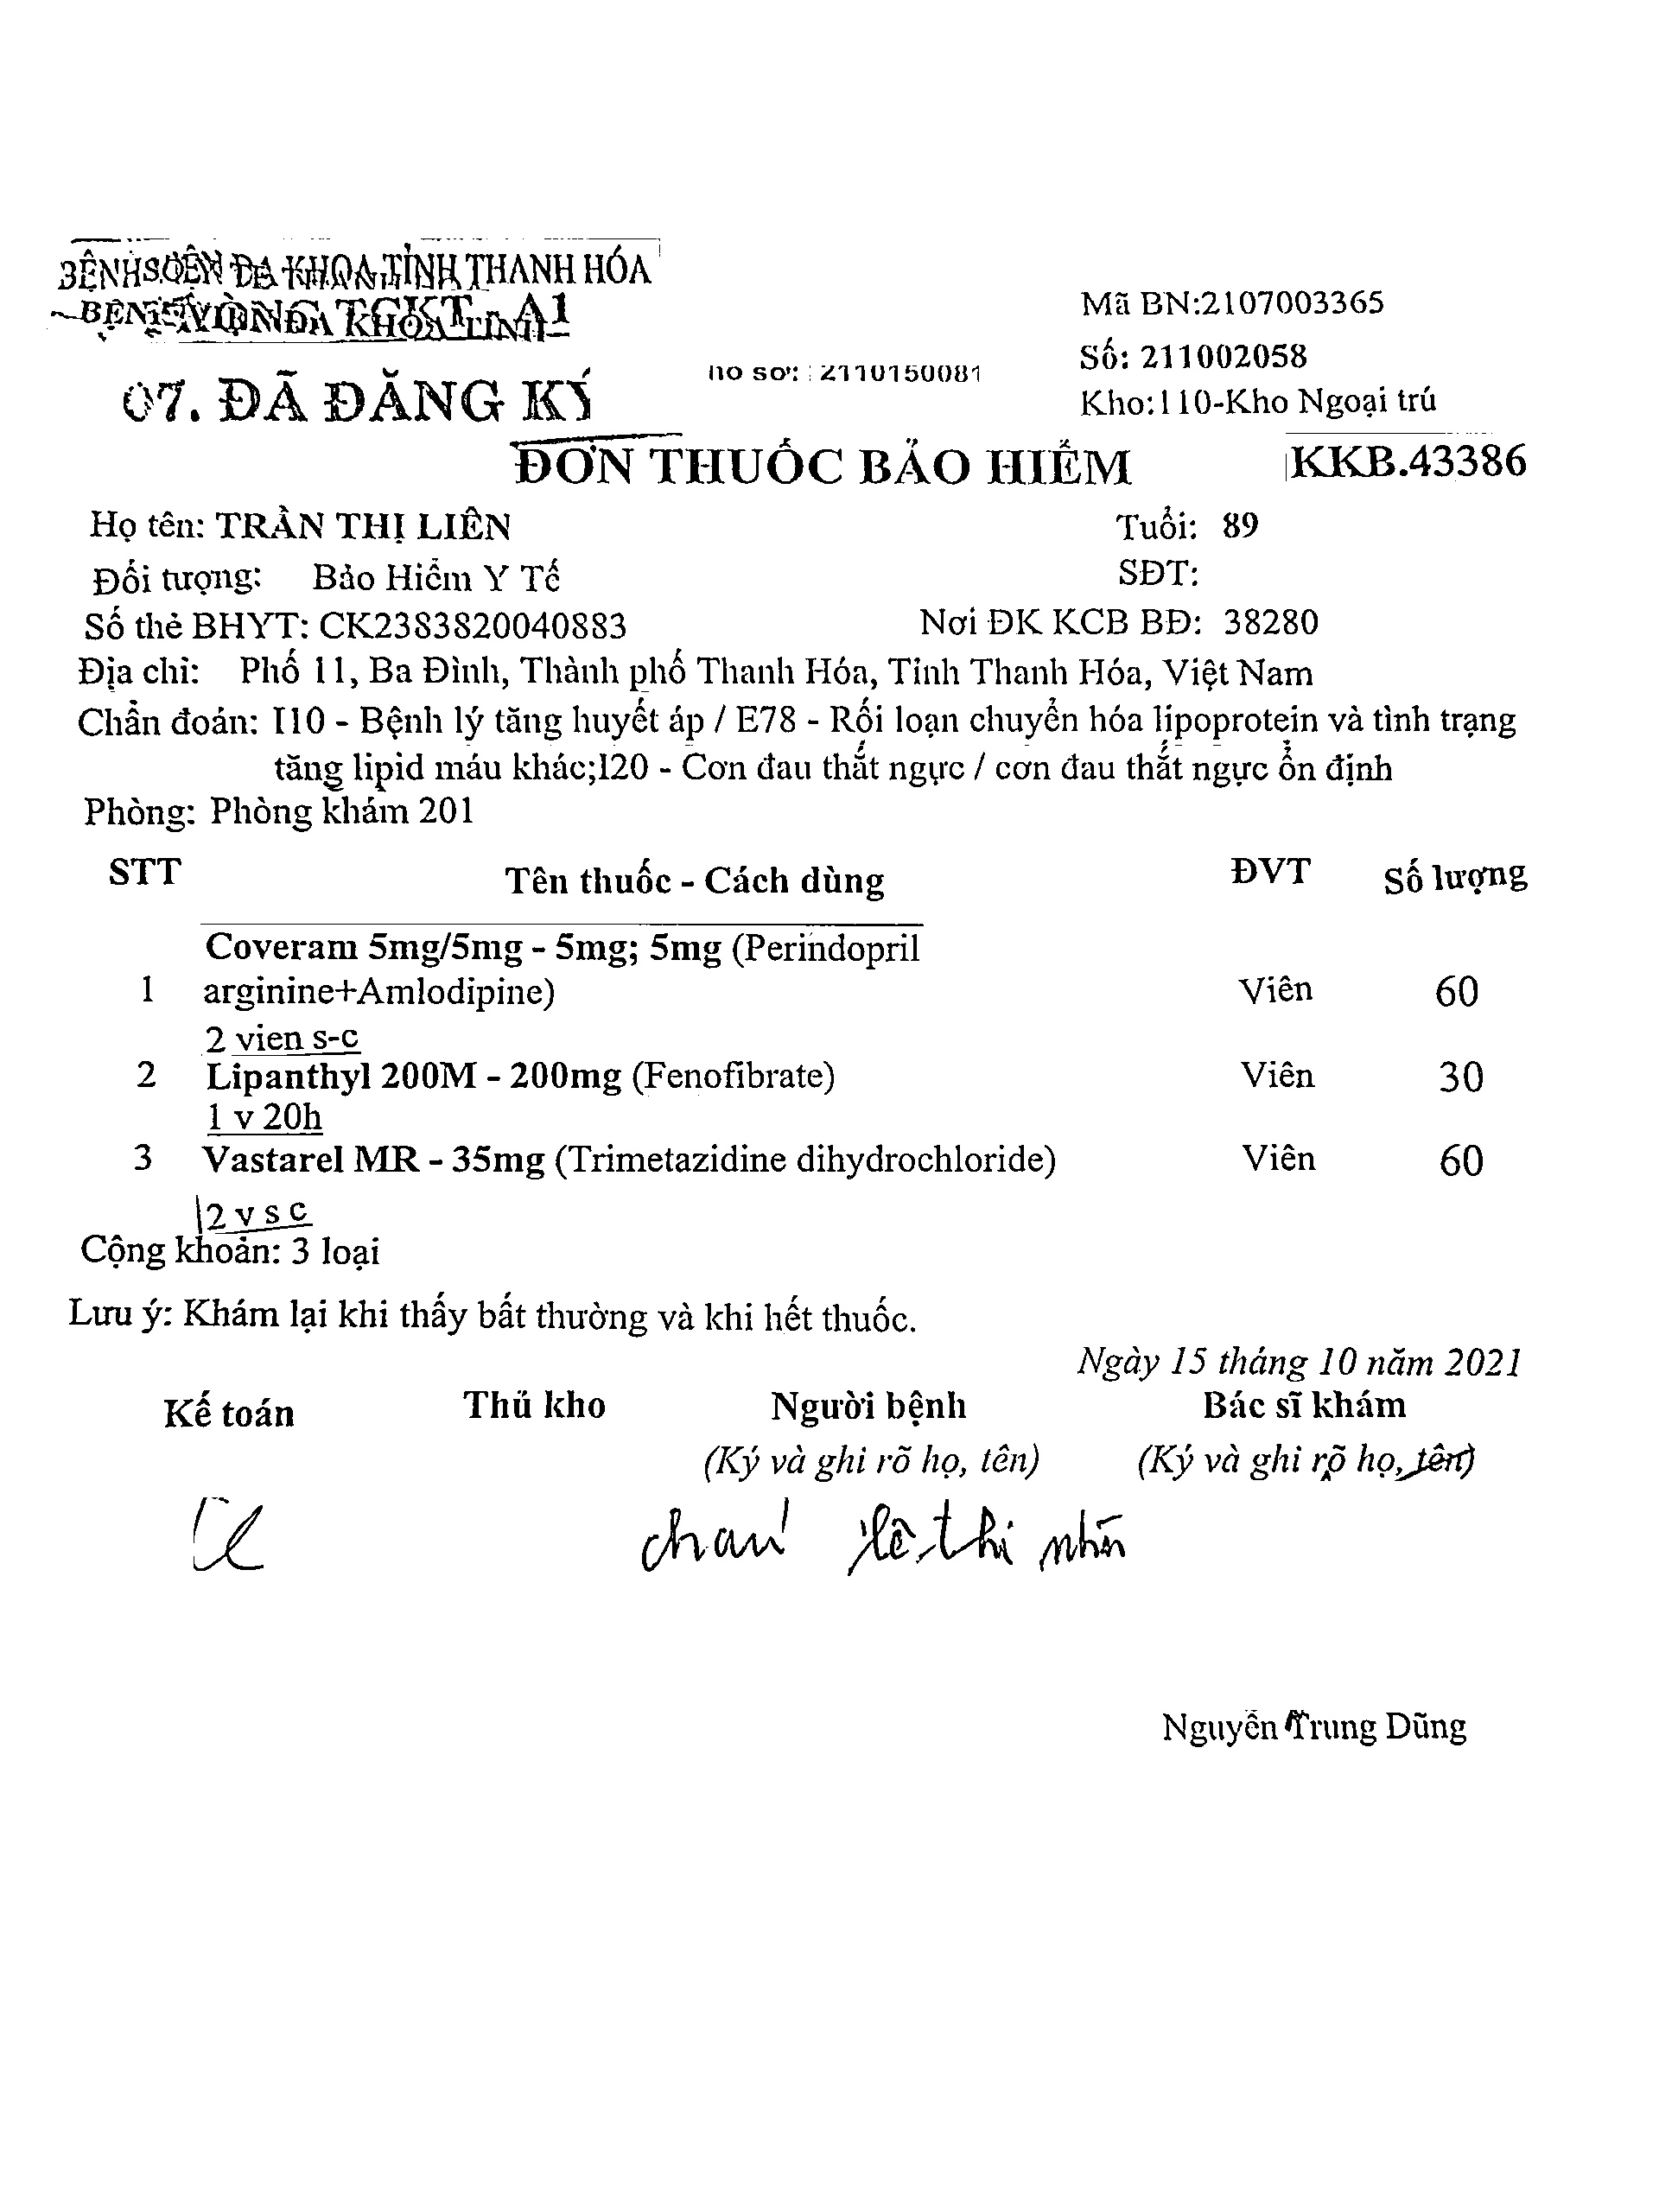 BỆNH VIỆN ĐA KHOA TỈNH THANH HÓA
BỆNH VIỆN ĐA KHOA TỈNH
PHÒNG TCKT - A1
Mã BN:2107003365
hồ sơ: 2110150081
Số: 211002058
07. ĐÃ ĐĂNG KÝ
Kho:110-Kho Ngoại trú
ĐƠN THUỐC BẢO HIỂM
KKB.43386
Họ tên: TRẦN THỊ LIÊN Tuổi: 89
Đối tượng: Bảo Hiểm Y Tế SĐT:
Số thẻ BHYT: CK2383820040883 Nơi ĐK KCB BĐ: 38280
Địa chỉ: Phố 11, Ba Đình, Thành phố Thanh Hóa, Tỉnh Thanh Hóa, Việt Nam
Chẩn đoán: I10 - Bệnh lý tăng huyết áp / E78 - Rối loạn chuyển hóa lipoprotein và tình trạng
tăng lipid máu khác;I20 - Cơn đau thắt ngực / cơn đau thắt ngực ổn định
Phòng: Phòng khám 201
STT Tên thuốc - Cách dùng ĐVT Số lượng
Coveram 5mg/5mg - 5mg; 5mg (Perindopril
1 arginine+Amlodipine) Viên 60
2 vien s-c
2 Lipanthyl 200M - 200mg (Fenofibrate) Viên 30
1 v 20h
3 Vastarel MR - 35mg (Trimetazidine dihydrochloride) Viên 60
2 v s c
Cộng khoản: 3 loại
Lưu ý: Khám lại khi thấy bất thường và khi hết thuốc.
Ngày 15 tháng 10 năm 2021
Kế toán Thủ kho Người bệnh Bác sĩ khám
(Ký và ghi rõ họ, tên) (Ký và ghi rõ họ, tên)
lê thị
Nguyễn Trung Dũng